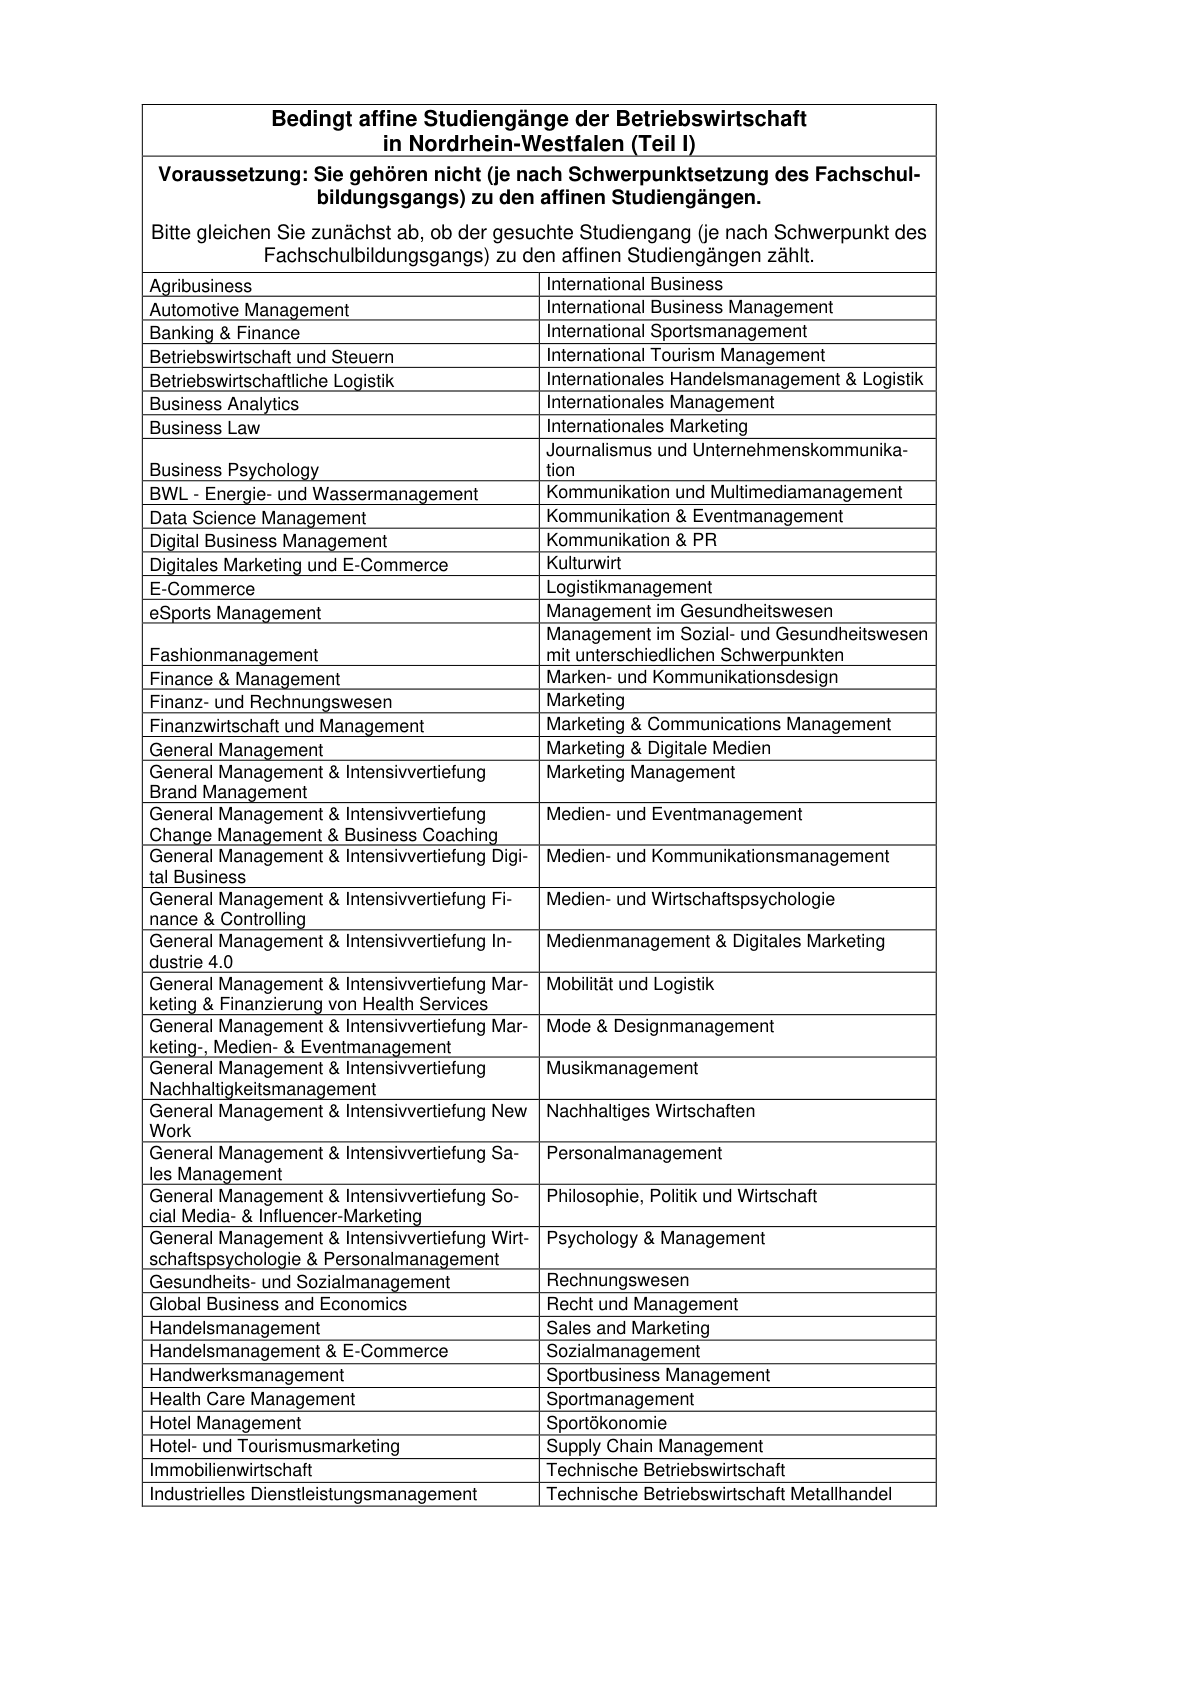 Bedingt affine Studiengänge der Betriebswirtschaft
in Nordrhein-Westfalen (Teil I)
Voraussetzung: Sie gehören nicht (je nach Schwerpunktsetzung des Fachschul-
bildungsgangs) zu den affinen Studiengängen.
Bitte gleichen Sie zunächst ab, ob der gesuchte Studiengang (je nach Schwerpunkt des
Fachschulbildungsgangs) zu den affinen Studiengängen zählt.
Agribusiness
International Business
Automotive Management
International Business Management
Banking & Finance
International Sportsmanagement
Betriebswirtschaft und Steuern
International Tourism Management
Betriebswirtschaftliche Logistik
Internationales Handelsmanagement & Logistik
Business Analytics
Internationales Management
Business Law
Internationales Marketing
Business Psychology
Journalismus und Unternehmenskommunika-
tion
BWL - Energie- und Wassermanagement
Kommunikation und Multimediamanagement
Data Science Management
Kommunikation & Eventmanagement
Digital Business Management
Kommunikation & PR
Digitales Marketing und E-Commerce
Kulturwirt
E-Commerce
Logistikmanagement
eSports Management
Management im Gesundheitswesen
Fashionmanagement
Management im Sozial- und Gesundheitswesen
mit unterschiedlichen Schwerpunkten
Finance & Management
Marken- und Kommunikationsdesign
Finanz- und Rechnungswesen
Marketing
Finanzwirtschaft und Management
Marketing & Communications Management
General Management
Marketing & Digitale Medien
General Management & Intensivvertiefung
Brand Management
Marketing Management
General Management & Intensivvertiefung
Change Management & Business Coaching
Medien- und Eventmanagement
General Management & Intensivvertiefung Digi-
tal Business
Medien- und Kommunikationsmanagement
General Management & Intensivvertiefung Fi-
nance & Controlling
Medien- und Wirtschaftspsychologie
General Management & Intensivvertiefung In-
dustrie 4.0
Medienmanagement & Digitales Marketing
General Management & Intensivvertiefung Mar-
keting & Finanzierung von Health Services
Mobilität und Logistik
General Management & Intensivvertiefung Mar-
keting-, Medien- & Eventmanagement
Mode & Designmanagement
General Management & Intensivvertiefung
Nachhaltigkeitsmanagement
Musikmanagement
General Management & Intensivvertiefung New
Work
Nachhaltiges Wirtschaften
General Management & Intensivvertiefung Sa-
les Management
Personalmanagement
General Management & Intensivvertiefung So-
cial Media- & Influencer-Marketing
Philosophie, Politik und Wirtschaft
General Management & Intensivvertiefung Wirt-
schaftspsychologie & Personalmanagement
Psychology & Management
Gesundheits- und Sozialmanagement
Rechnungswesen
Global Business and Economics
Recht und Management
Handelsmanagement
Sales and Marketing
Handelsmanagement & E-Commerce
Sozialmanagement
Handwerksmanagement
Sportbusiness Management
Health Care Management
Sportmanagement
Hotel Management
Sportökonomie
Hotel- und Tourismusmarketing
Supply Chain Management
Immobilienwirtschaft
Technische Betriebswirtschaft
Industrielles Dienstleistungsmanagement
Technische Betriebswirtschaft Metallhandel